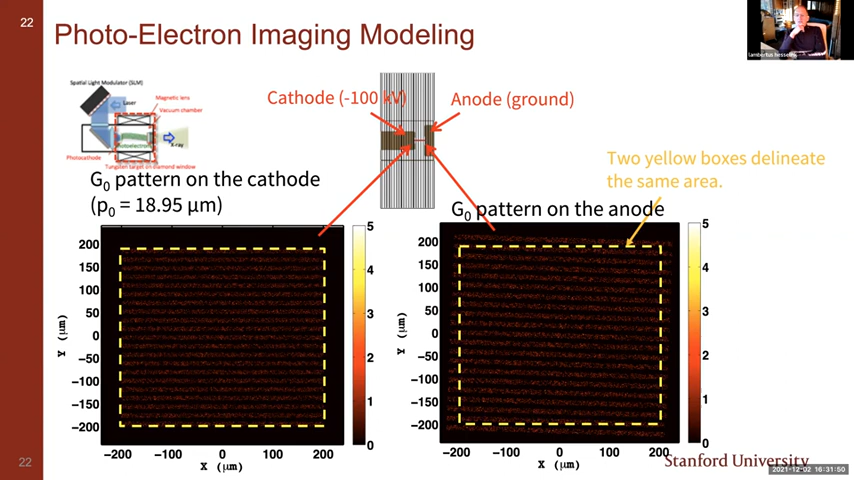 22
Photo-Electron Imaging Modeling
lambertus hesselink
Spatial Light Modulator (SLM)
Laser
Magnetic lens
Vacuum chamber
Photoelectrons
X-ray
Photocathode
Tungsten target on diamond window
Cathode (-100 kV)
Anode (ground)
Two yellow boxes delineate
the same area.
G0 pattern on the cathode
(p0 = 18.95 µm)
G0 pattern on the anode
200
150
100
50
0
−50
−100
−150
−200
Y (µm)
−200 −100 0 100 200
X (µm)
5
4
3
2
1
0
200
150
100
50
0
−50
−100
−150
−200
Y (µm)
−200 −100 0 100 200
X (µm)
5
4
3
2
1
0
22
Stanford University
2021-12-02 16:31:50